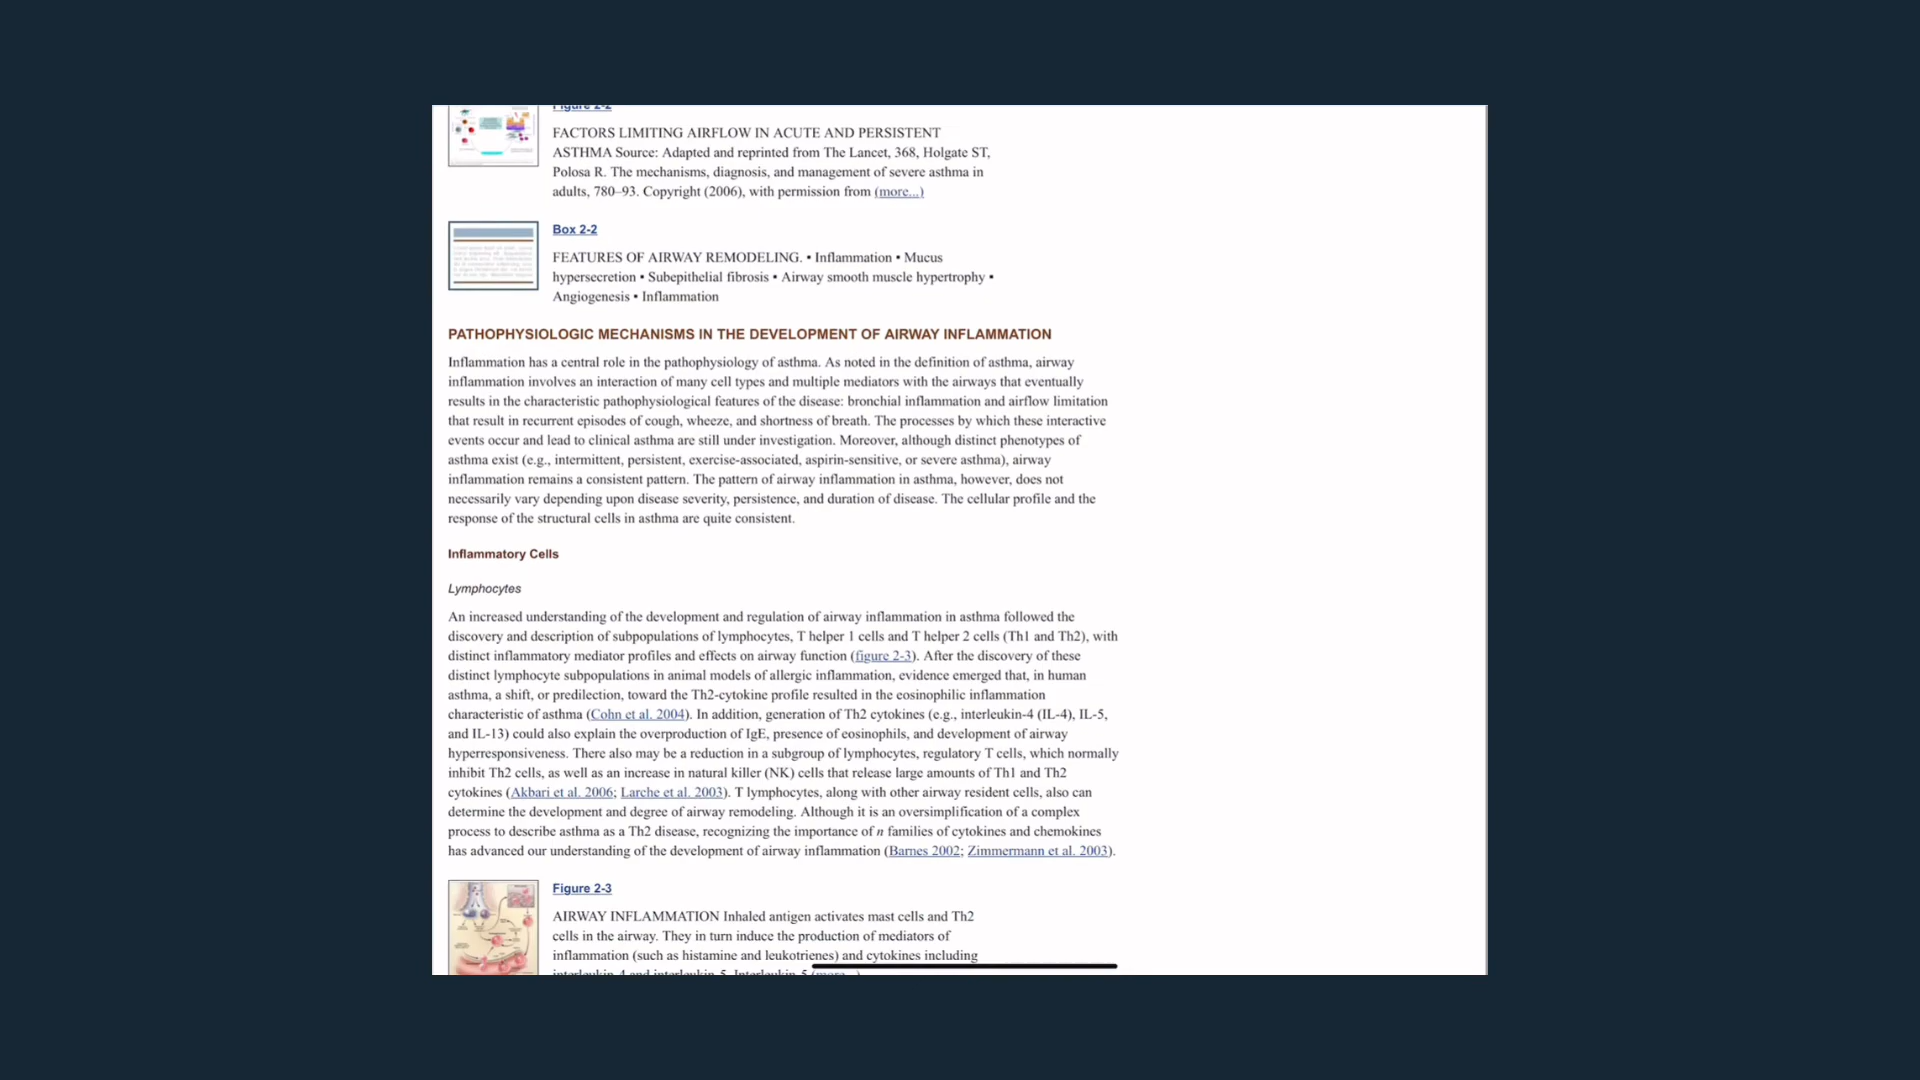 Figure 2-2
FACTORS LIMITING AIRFLOW IN ACUTE AND PERSISTENT
ASTHMA Source: Adapted and reprinted from The Lancet, 368, Holgate ST,
Polosa R. The mechanisms, diagnosis, and management of severe asthma in
adults, 780–93. Copyright (2006), with permission from (more...)
Box 2-2
FEATURES OF AIRWAY REMODELING. • Inflammation • Mucus
hypersecretion • Subepithelial fibrosis • Airway smooth muscle hypertrophy •
Angiogenesis • Inflammation
PATHOPHYSIOLOGIC MECHANISMS IN THE DEVELOPMENT OF AIRWAY INFLAMMATION
Inflammation has a central role in the pathophysiology of asthma. As noted in the definition of asthma, airway
inflammation involves an interaction of many cell types and multiple mediators with the airways that eventually
results in the characteristic pathophysiological features of the disease: bronchial inflammation and airflow limitation
that result in recurrent episodes of cough, wheeze, and shortness of breath. The processes by which these interactive
events occur and lead to clinical asthma are still under investigation. Moreover, although distinct phenotypes of
asthma exist (e.g., intermittent, persistent, exercise-associated, aspirin-sensitive, or severe asthma), airway
inflammation remains a consistent pattern. The pattern of airway inflammation in asthma, however, does not
necessarily vary depending upon disease severity, persistence, and duration of disease. The cellular profile and the
response of the structural cells in asthma are quite consistent.
Inflammatory Cells
Lymphocytes
An increased understanding of the development and regulation of airway inflammation in asthma followed the
discovery and description of subpopulations of lymphocytes, T helper 1 cells and T helper 2 cells (Th1 and Th2), with
distinct inflammatory mediator profiles and effects on airway function (figure 2-3). After the discovery of these
distinct lymphocyte subpopulations in animal models of allergic inflammation, evidence emerged that, in human
asthma, a shift, or predilection, toward the Th2-cytokine profile resulted in the eosinophilic inflammation
characteristic of asthma (Cohn et al. 2004). In addition, generation of Th2 cytokines (e.g., interleukin-4 (IL-4), IL-5,
and IL-13) could also explain the overproduction of IgE, presence of eosinophils, and development of airway
hyperresponsiveness. There also may be a reduction in a subgroup of lymphocytes, regulatory T cells, which normally
inhibit Th2 cells, as well as an increase in natural killer (NK) cells that release large amounts of Th1 and Th2
cytokines (Akbari et al. 2006; Larche et al. 2003). T lymphocytes, along with other airway resident cells, also can
determine the development and degree of airway remodeling. Although it is an oversimplification of a complex
process to describe asthma as a Th2 disease, recognizing the importance of n families of cytokines and chemokines
has advanced our understanding of the development of airway inflammation (Barnes 2002; Zimmermann et al. 2003).
Figure 2-3
AIRWAY INFLAMMATION Inhaled antigen activates mast cells and Th2
cells in the airway. They in turn induce the production of mediators of
inflammation (such as histamine and leukotrienes) and cytokines including
interleukin-4 and interleukin-5. Interleukin-5 (more...)